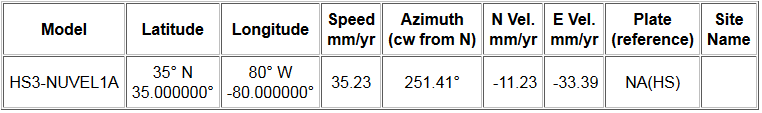 Model Latitude Longitude Speed mm/yr Azimuth (cw from N) N Vel. mm/yr E Vel. mm/yr Plate (reference) Site Name
HS3-NUVEL1A 35° N 35.000000° 80° W -80.000000° 35.23 251.41° -11.23 -33.39 NA(HS)